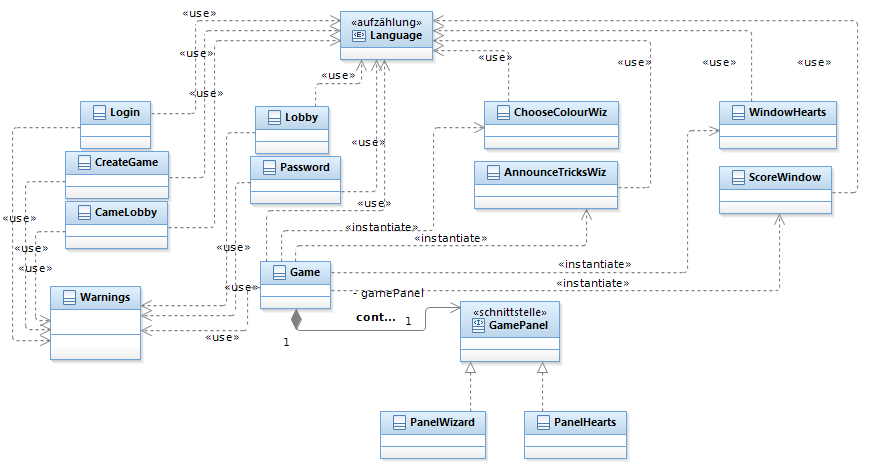 «use»
«aufzählung»
Language
«use»
«use»
«use»
«use»
«use»
«use»
«use»
Login
Lobby
ChooseColourWiz
WindowHearts
«use»
CreateGame
Password
AnnounceTricksWiz
ScoreWindow
CameLobby
«use»
«use»
«instantiate»
«instantiate»
«use»
«use»
«use»
«instantiate»
Game
«use»
«instantiate»
Warnings
- gamePanel
cont...
1
«schnittstelle»
GamePanel
«use»
1
PanelWizard
PanelHearts